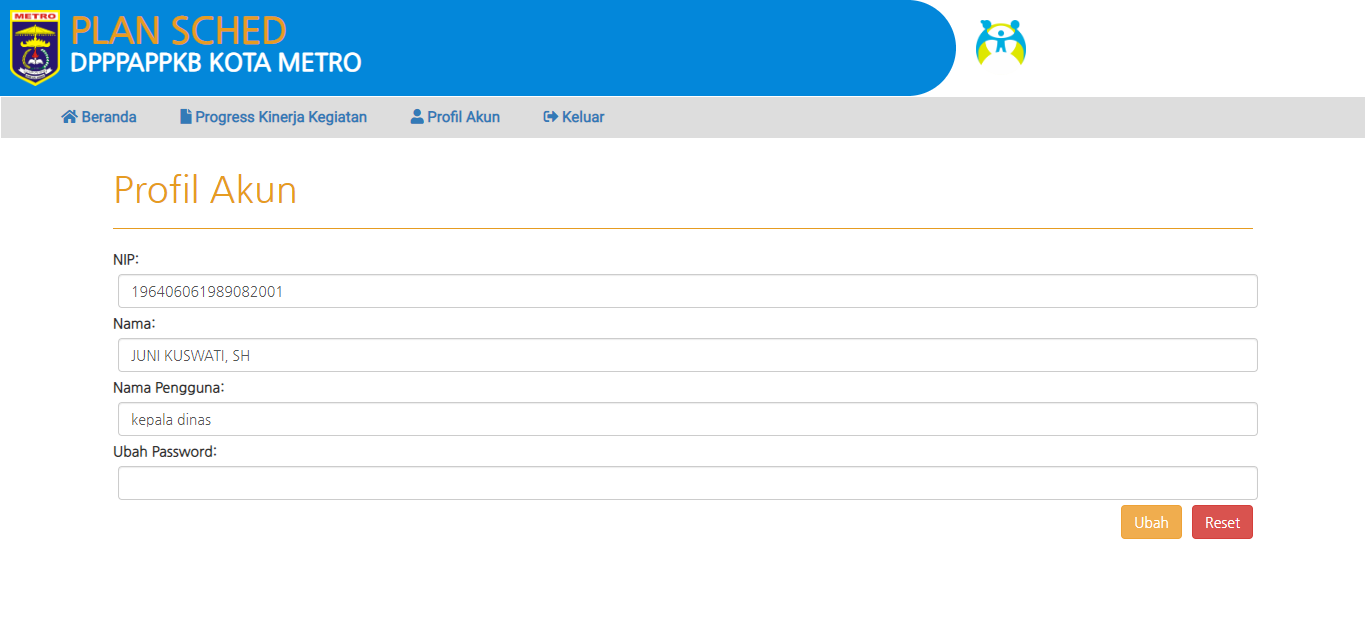 METRO
PLAN SCHED
DPPPAPPKB KOTA METRO
Beranda Progress Kinerja Kegiatan Profil Akun Keluar
Profil Akun
NIP:
196406061989082001
Nama:
JUNI KUSWATI, SH
Nama Pengguna:
kepala dinas
Ubah Password:
Ubah Reset